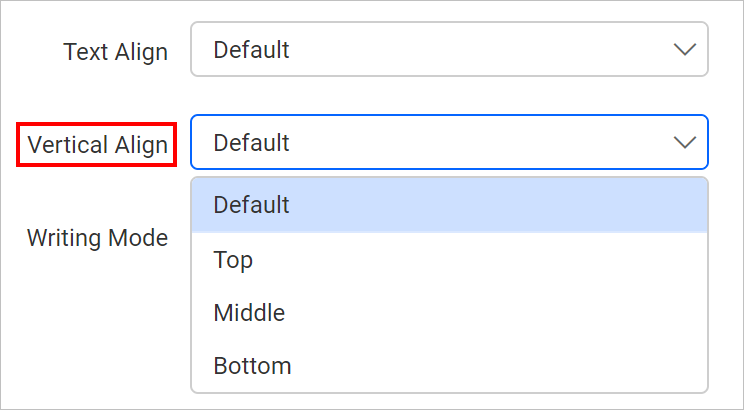 Text Align Default
Vertical Align Default
Default
Writing Mode
Top
Middle
Bottom